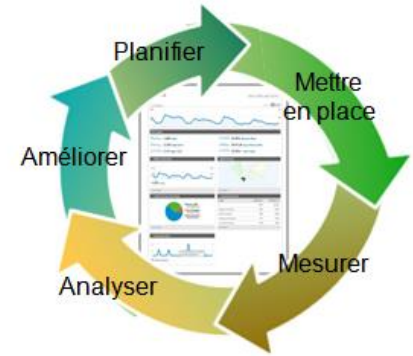 Planifier
Mettre
en place
Mesurer
Analyser
Améliorer